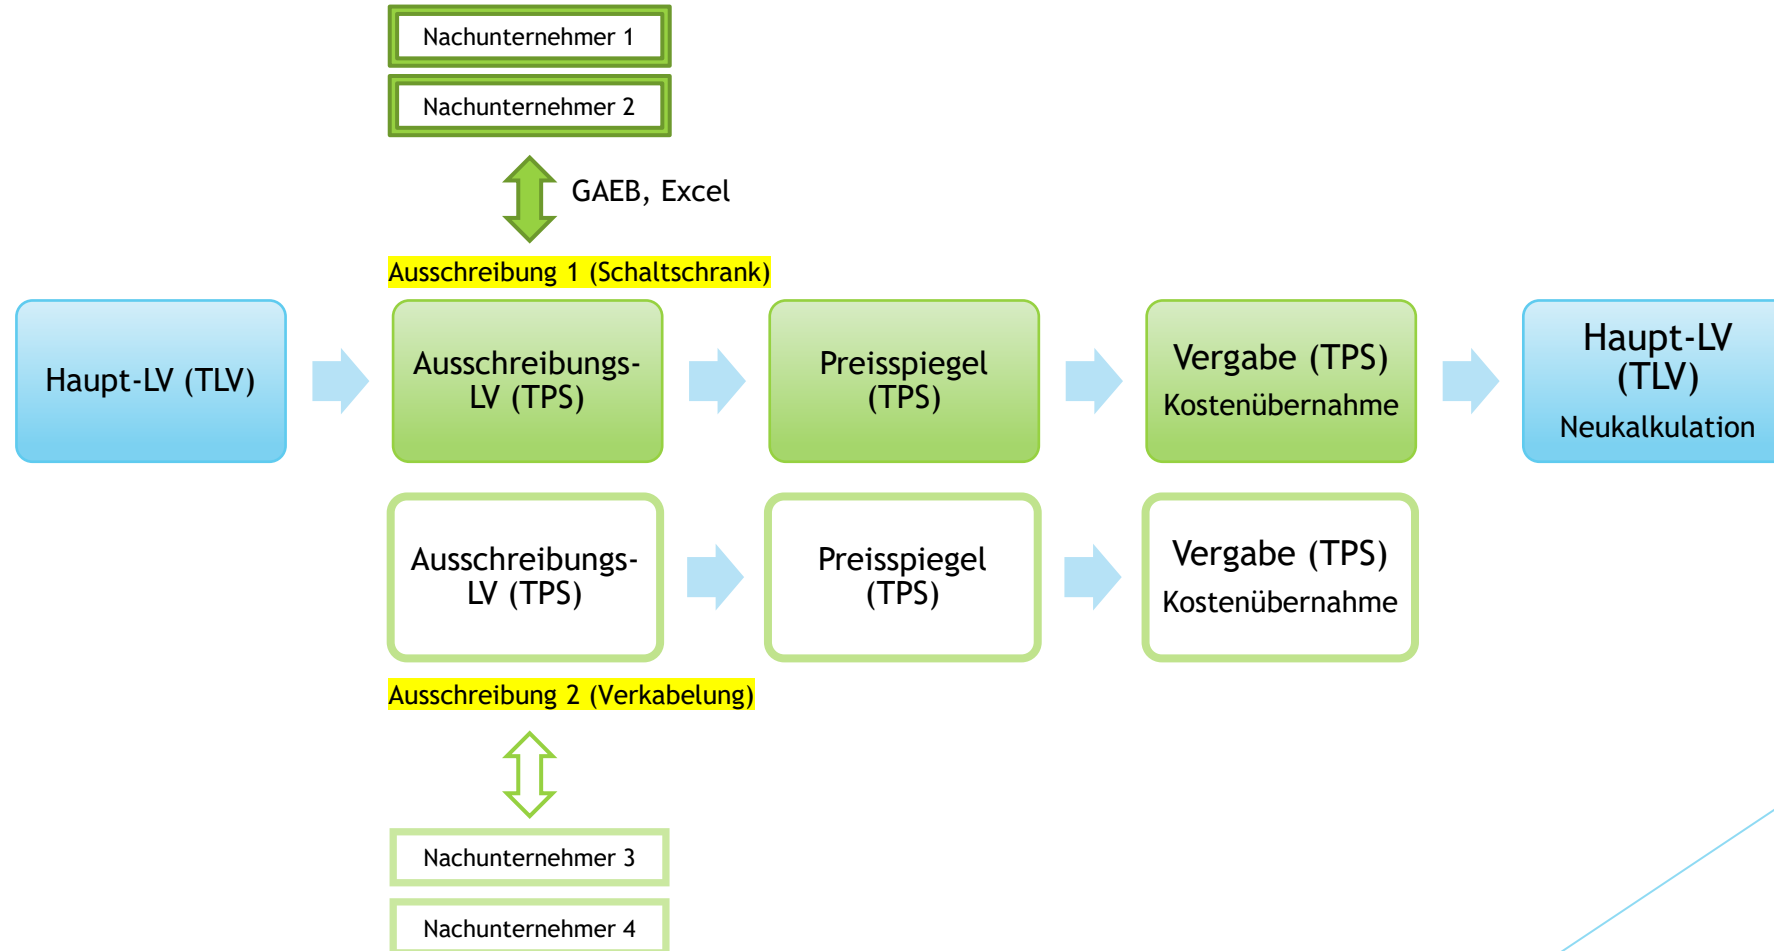 Nachunternehmer 1
Nachunternehmer 2
GAEB, Excel
Ausschreibung 1 (Schaltschrank)
Haupt-LV (TLV)
Ausschreibungs-
LV (TPS)
Preisspiegel
(TPS)
Vergabe (TPS)
Kostenübernahme
Haupt-LV
(TLV)
Neukalkulation
Ausschreibungs-
LV (TPS)
Preisspiegel
(TPS)
Vergabe (TPS)
Kostenübernahme
Ausschreibung 2 (Verkabelung)
Nachunternehmer 3
Nachunternehmer 4